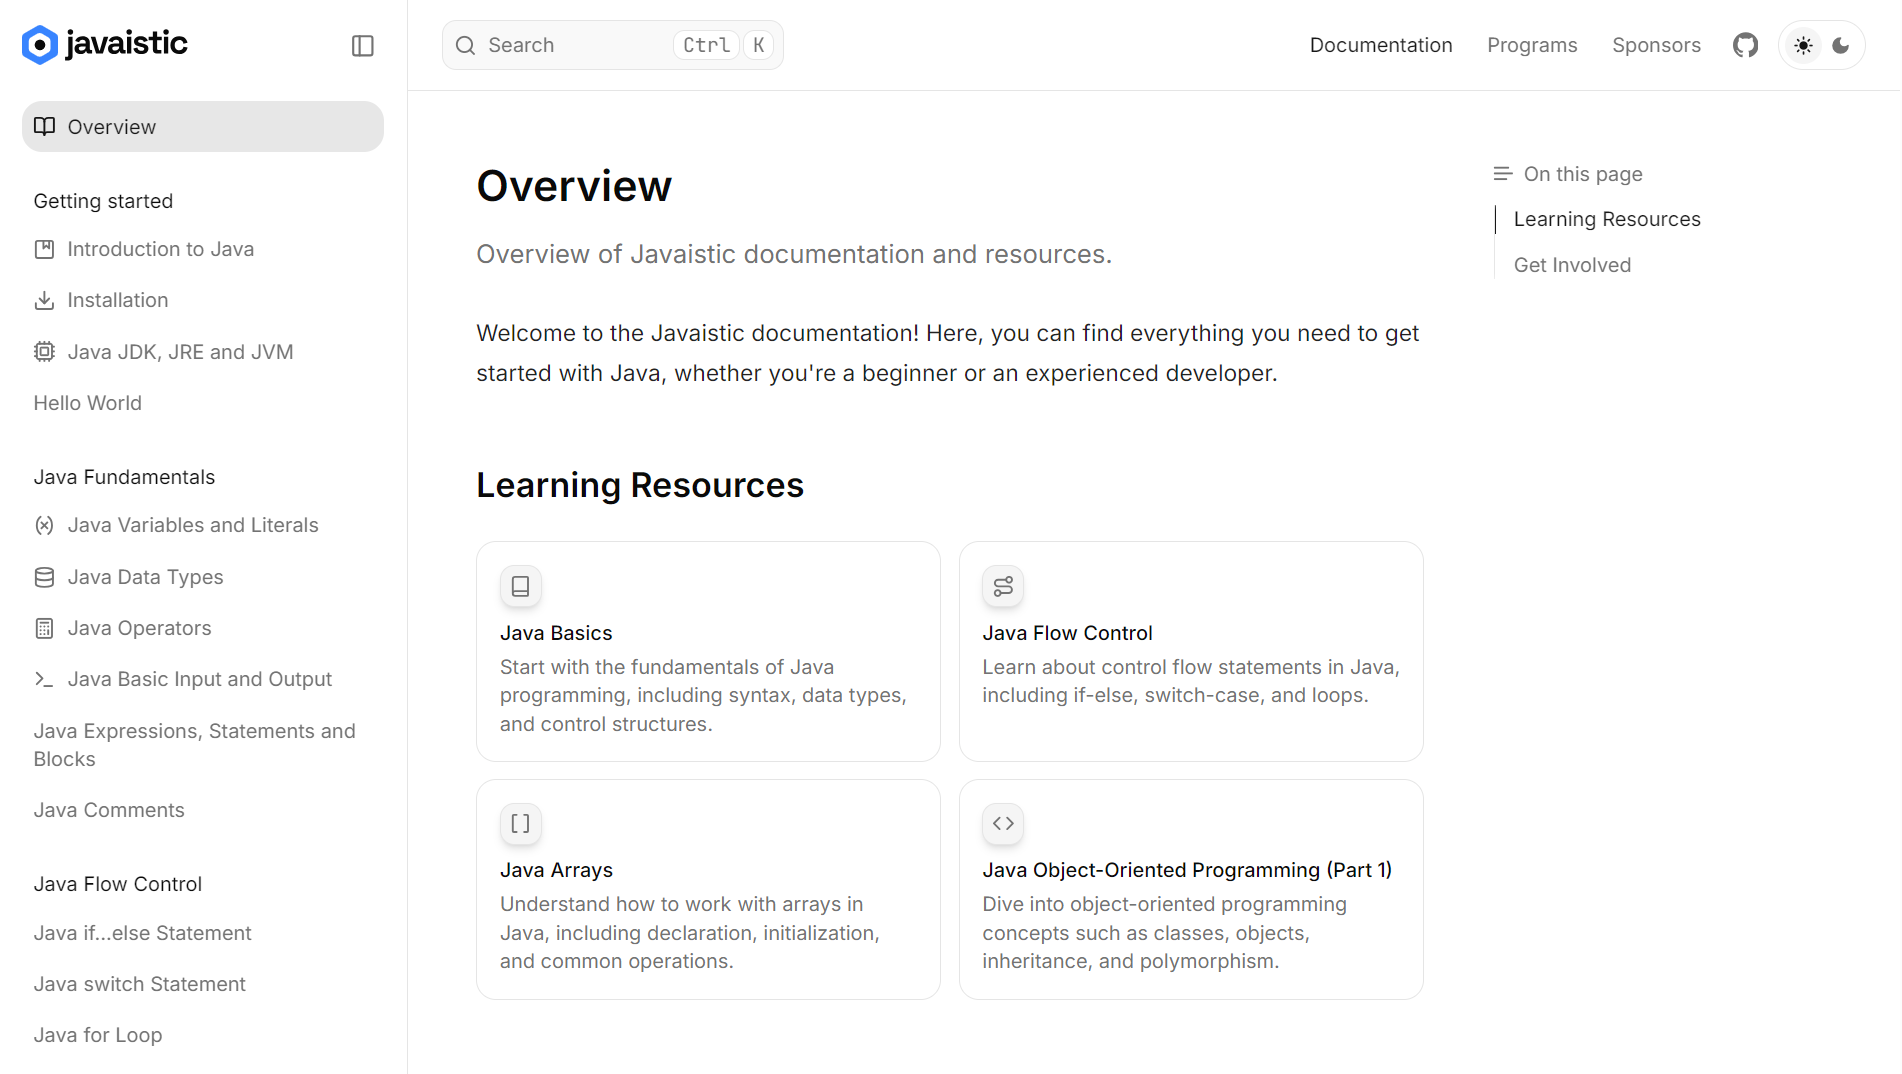 javaistic
Overview
Getting started
Introduction to Java
Installation
Java JDK, JRE and JVM
Hello World
Java Fundamentals
Java Variables and Literals
Java Data Types
Java Operators
Java Basic Input and Output
Java Expressions, Statements and
Blocks
Java Comments
Java Flow Control
Java if...else Statement
Java switch Statement
Java for Loop
Search Ctrl K
Documentation Programs Sponsors
Overview
Overview of Javaistic documentation and resources.
Welcome to the Javaistic documentation! Here, you can find everything you need to get
started with Java, whether you're a beginner or an experienced developer.
Learning Resources
Java Basics
Start with the fundamentals of Java
programming, including syntax, data types,
and control structures.
Java Flow Control
Learn about control flow statements in Java,
including if-else, switch-case, and loops.
Java Arrays
Understand how to work with arrays in
Java, including declaration, initialization,
and common operations.
Java Object-Oriented Programming (Part 1)
Dive into object-oriented programming
concepts such as classes, objects,
inheritance, and polymorphism.
On this page
Learning Resources
Get Involved